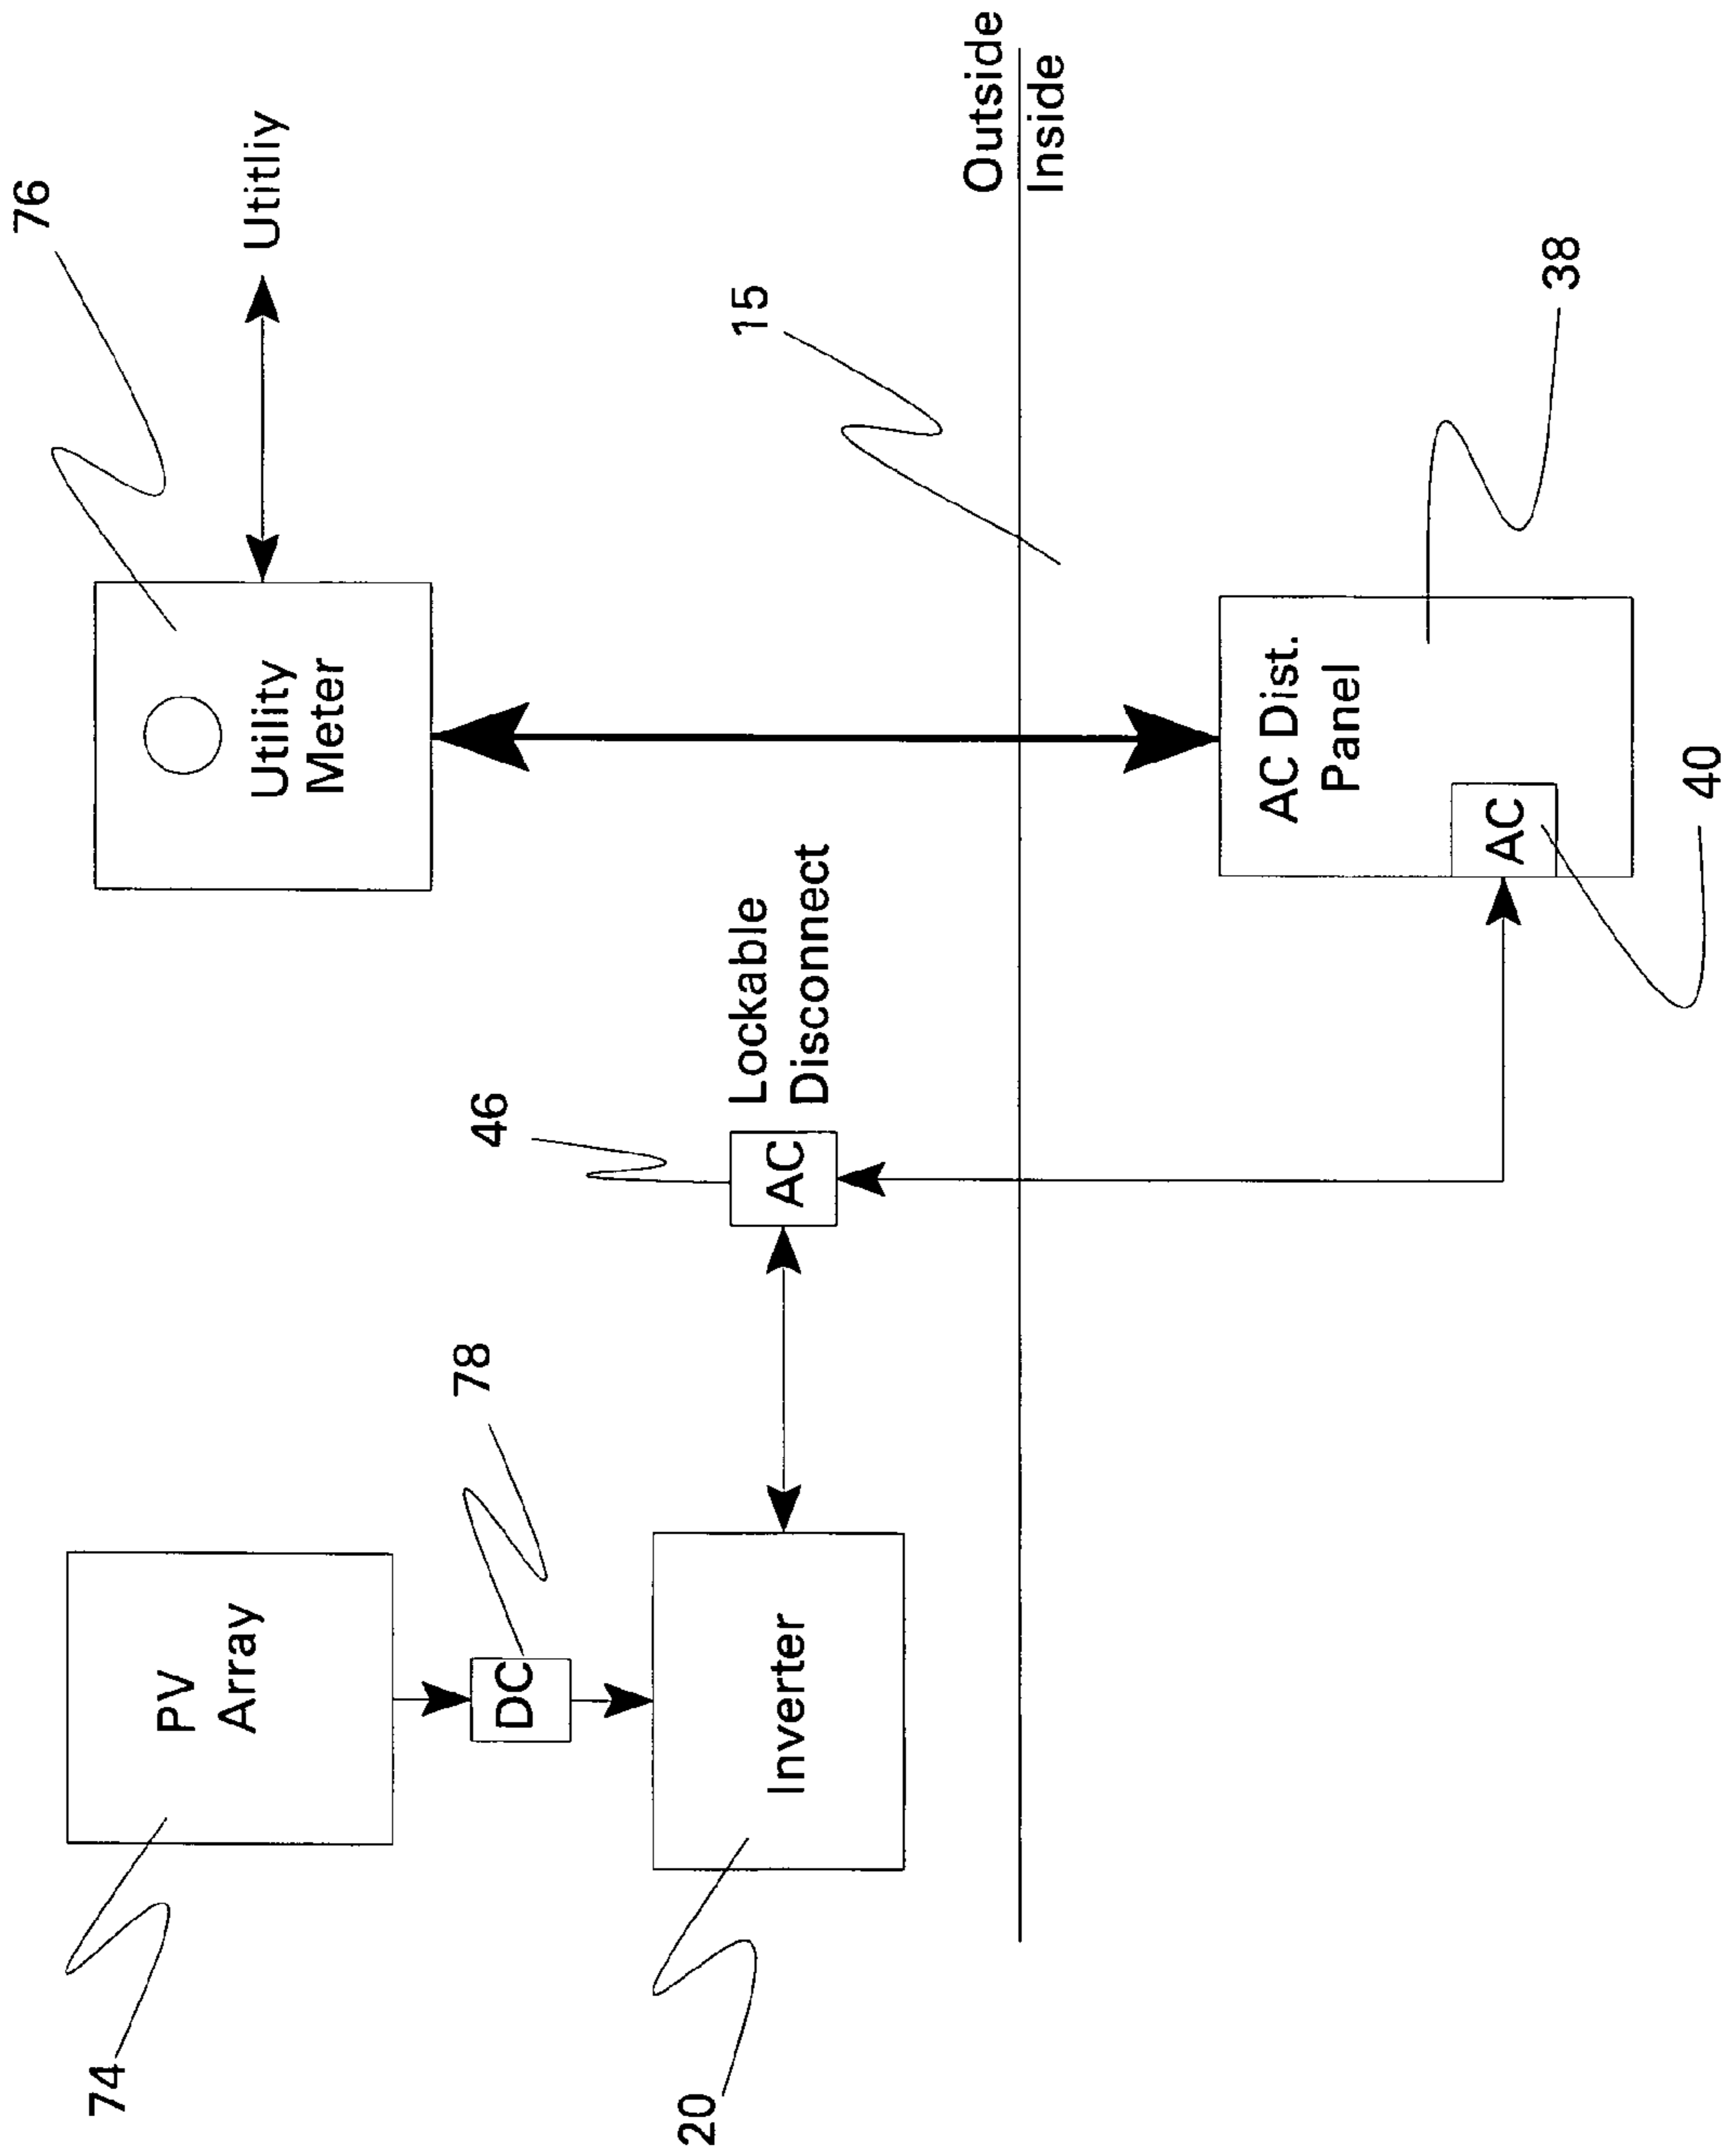 74
PV
Array
78
DC
20
Inverter
46
AC
Lockable
Disconnect
76
Utility
Meter
Utitliy
15
Outside
Inside
AC Dist.
Panel
AC
38
40